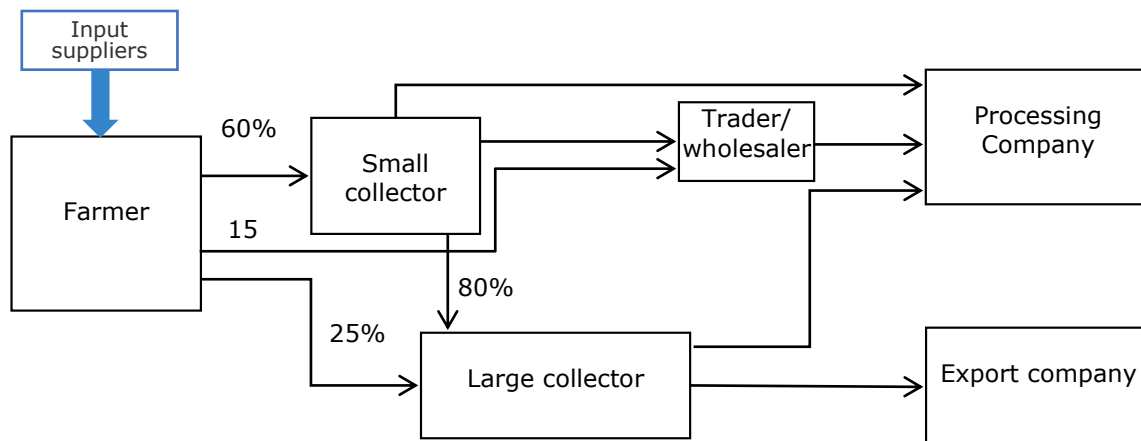 Input
suppliers
60%
Farmer
15
25%
Small
collector
80%
Trader/
wholesaler
Large collector
Processing
Company
Export company